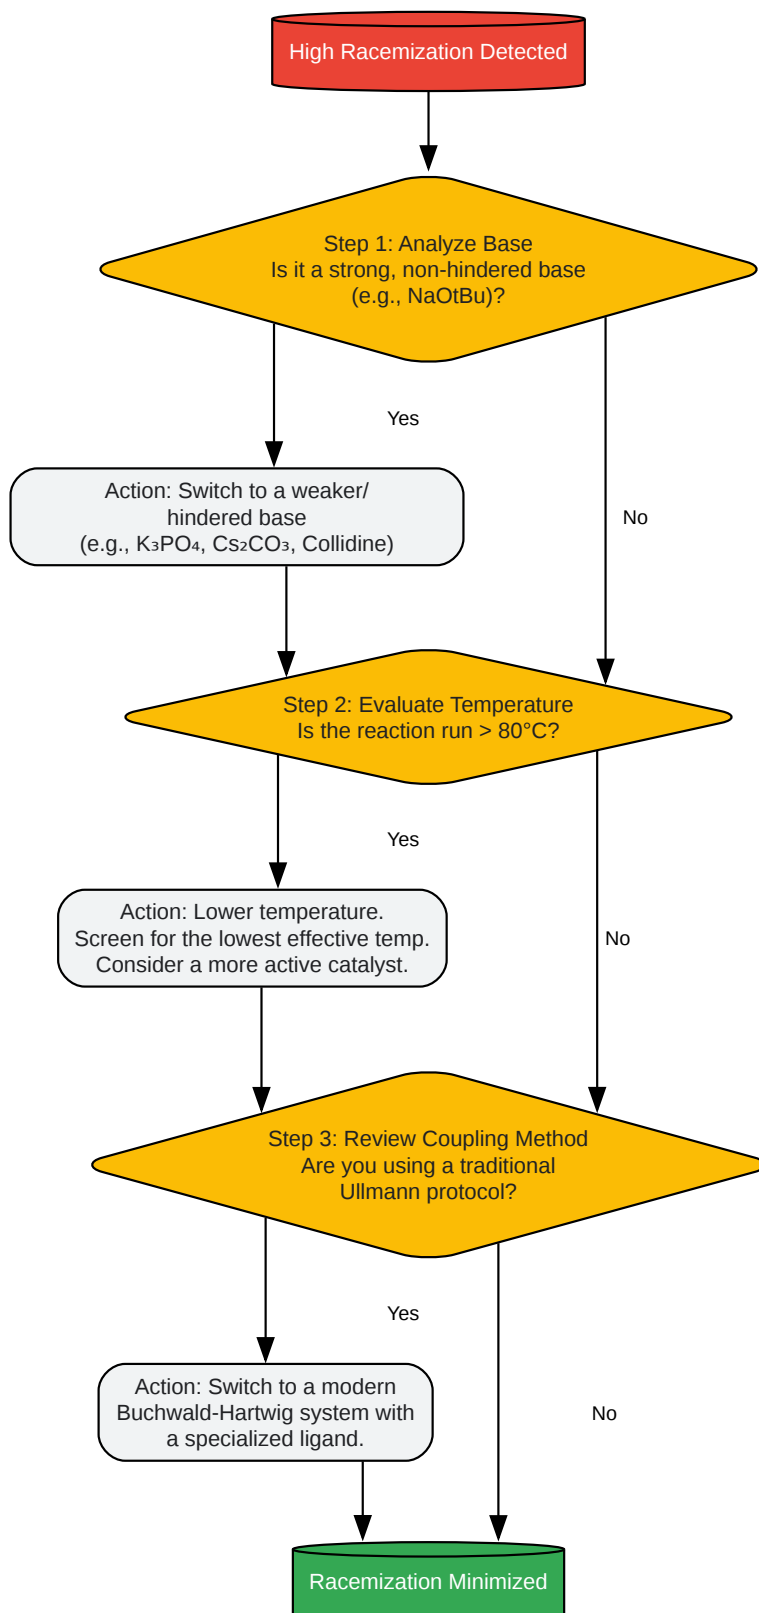 High Racemization Detected
Step 1: Analyze Base
Is it a strong, non-hindered base
(e.g., NaOtBu)?
Yes
Action: Switch to a weaker/
hindered base
(e.g., K₃PO₄, Cs₂CO₃, Collidine)
No
Step 2: Evaluate Temperature
Is the reaction run > 80°C?
Yes
Action: Lower temperature.
Screen for the lowest effective temp.
Consider a more active catalyst.
No
Step 3: Review Coupling Method
Are you using a traditional
Ullmann protocol?
Yes
Action: Switch to a modern
Buchwald-Hartwig system with
a specialized ligand.
No
Racemization Minimized